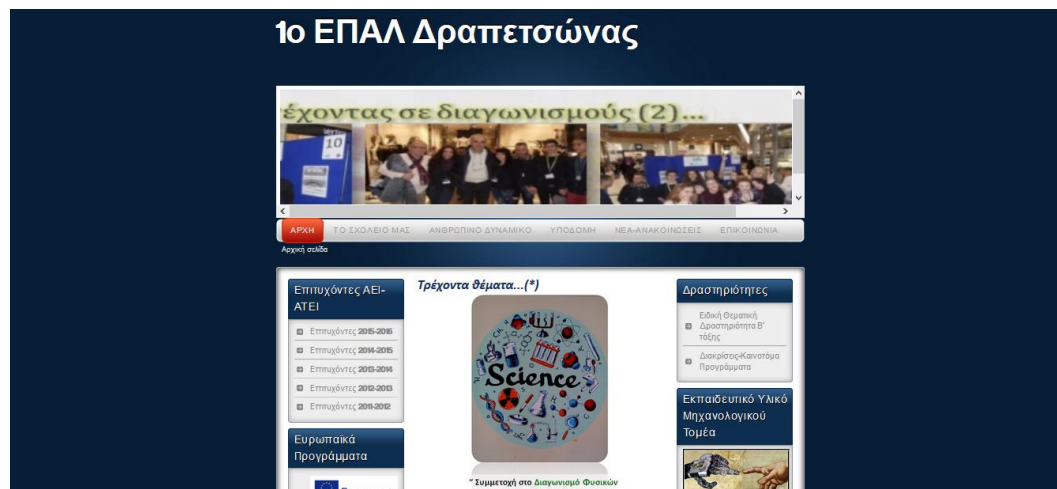 1ο ΕΠΑΛ Δραπετσώνας
έχοντας σε διαγωνισμούς (2)...
10
ΑΡΧΗ ΤΟ ΣΧΟΛΕΙΟ ΜΑΣ ΑΝΘΡΩΠΙΝΟ ΔΥΝΑΜΙΚΟ ΥΠΟΔΟΜΗ ΝΕΑ-ΑΝΑΚΟΙΝΩΣΕΙΣ ΕΠΙΚΟΙΝΩΝΙΑ
Αρχική σελίδα
Επιτυχόντες ΑΕΙ-
ΑΤΕΙ
Επιτυχόντες 2015-2016
Επιτυχόντες 2014-2015
Επιτυχόντες 2013-2014
Επιτυχόντες 2012-2013
Επιτυχόντες 2011-2012
Ευρωπαϊκά
Προγράμματα
Τρέχοντα θέματα...(*)
Science
" Συμμετοχή στο Διαγωνισμό Φυσικών
Δραστηριότητες
Ειδική Θεματική
Δραστηριότητα Β'
τάξης
Διακρίσεις-Καινοτόμα
Προγράμματα
Εκπαιδευτικό Υλικό
Μηχανολογικού
Τομέα